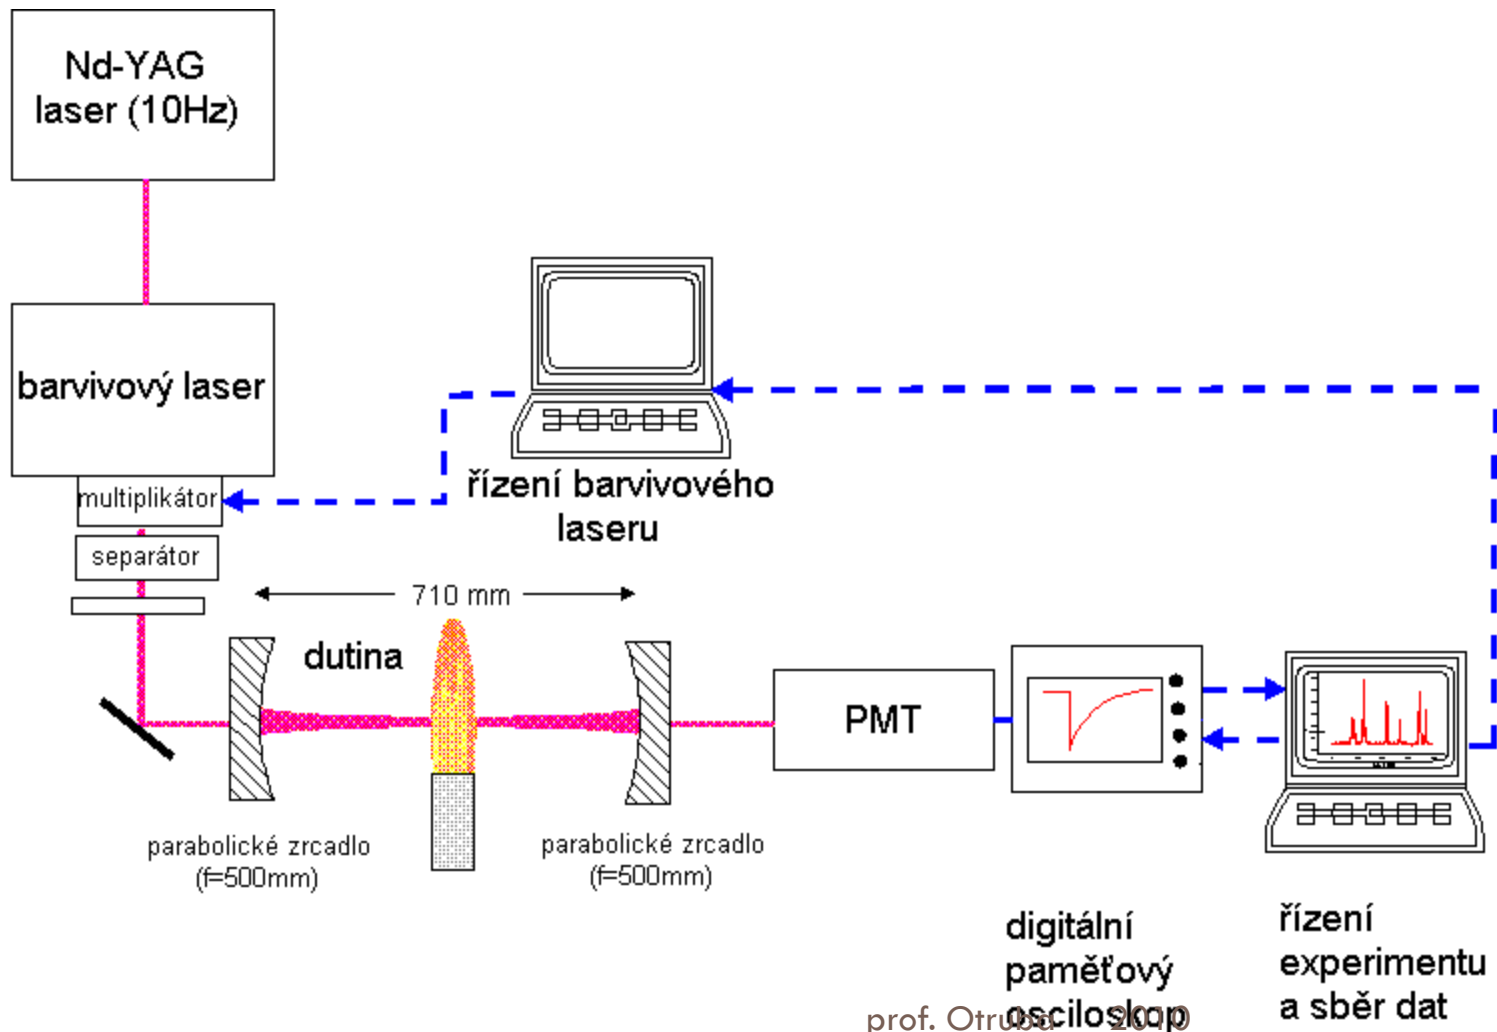 Nd-YAG
laser (10Hz)
barvivový laser
multiplikátor
separátor
řízení barvivového
laseru
710 mm
dutina
PMT
parabolické zrcadlo
(f=500mm)
parabolické zrcadlo
(f=500mm)
digitální
paměťový
osciloskop
řízení
experimentu
a sběr dat
prof. Otruba 2010